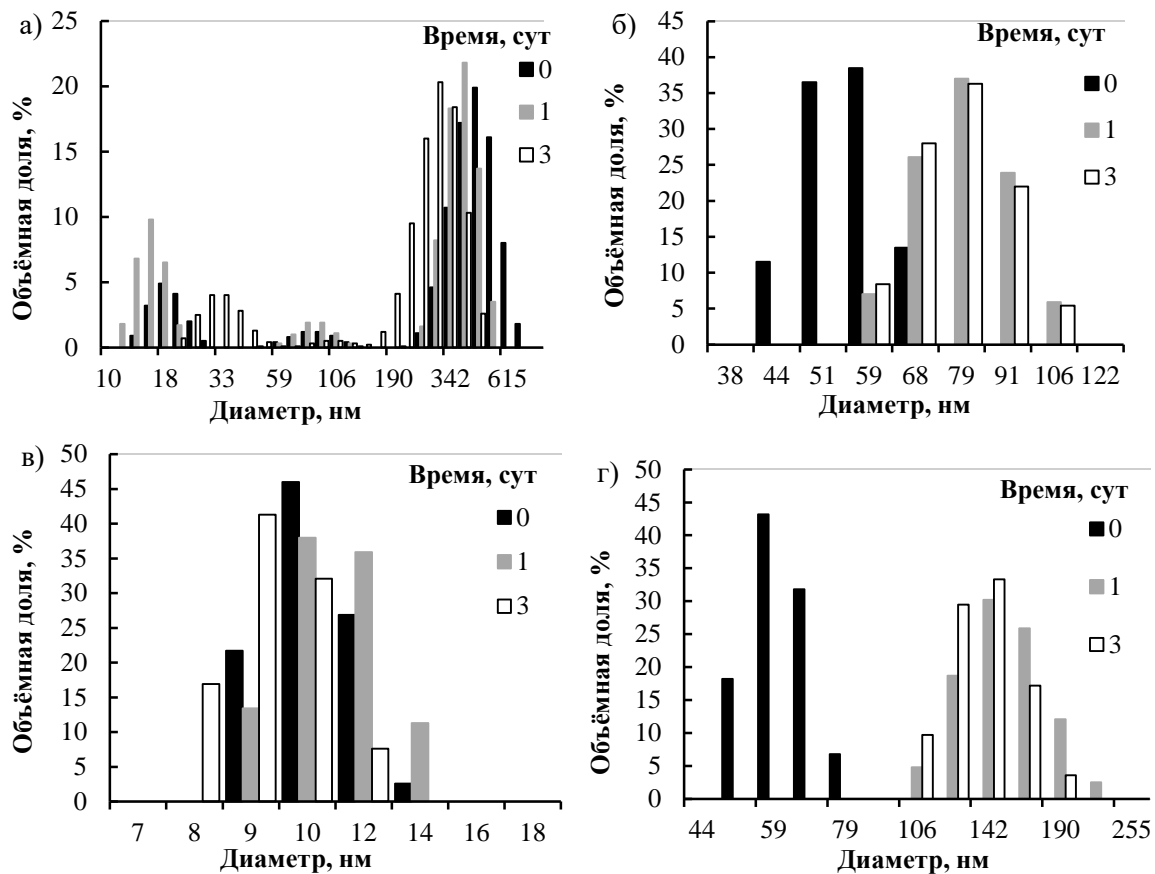 а)
Объёмная доля, %
25
20
15
10
5
0
Время, сут
0
1
3
10 18 33 59 106 190 342 615
Диаметр, нм
б)
Объёмная доля, %
45
40
35
30
25
20
15
10
5
0
Время, сут
0
1
3
38 44 51 59 68 79 91 106 122
Диаметр, нм
в)
Объёмная доля, %
50
45
40
35
30
25
20
15
10
5
0
Время, сут
0
1
3
7 8 9 10 12 14 16 18
Диаметр, нм
г)
Объёмная доля, %
50
45
40
35
30
25
20
15
10
5
0
Время, сут
0
1
3
44 59 79 106 142 190 255
Диаметр, нм